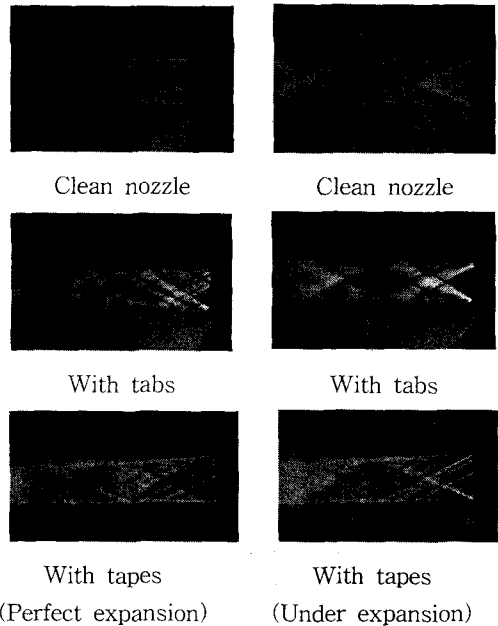 Clean nozzle
Clean nozzle
With tabs
With tabs
With tapes
With tapes
(Perfect expansion)
(Under expansion)